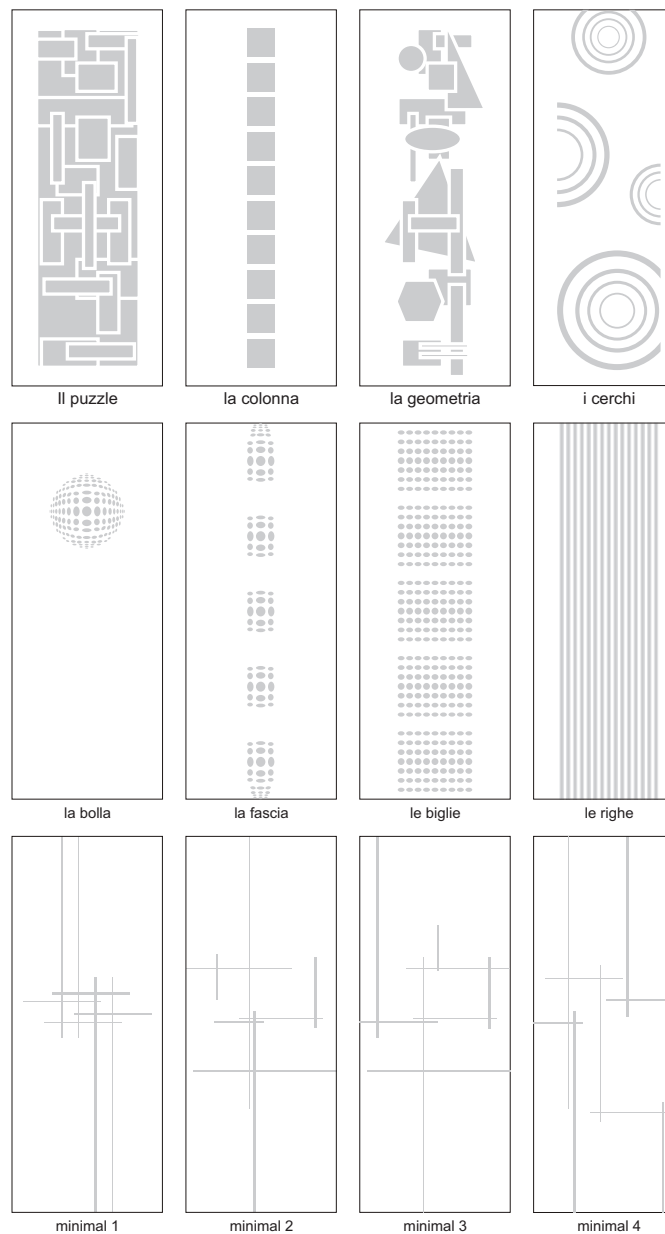 Il puzzle
la colonna
la geometria
i cerchi
la bolla
la fascia
le biglie
le righe
minimal 1
minimal 2
minimal 3
minimal 4